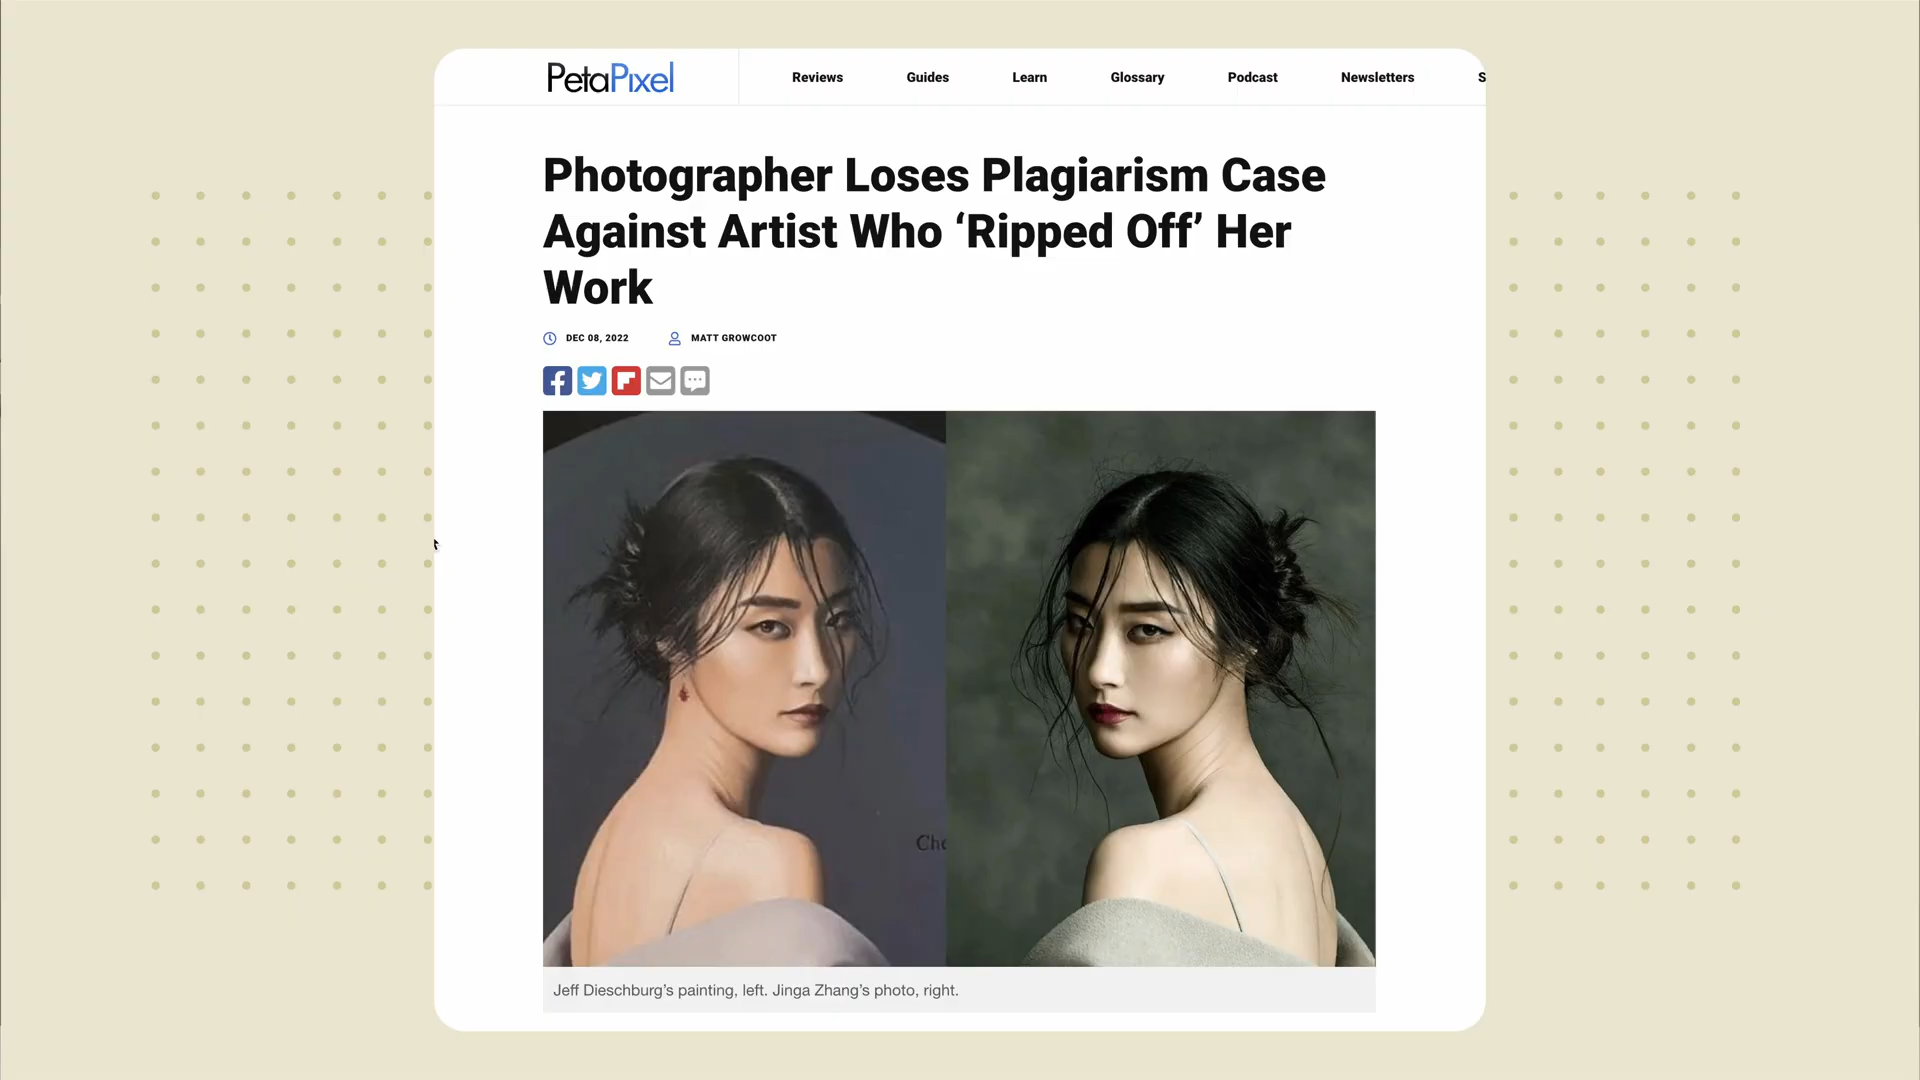 PetaPixel
Reviews Guides Learn Glossary Podcast Newsletters S
Photographer Loses Plagiarism Case
Against Artist Who ‘Ripped Off’ Her
Work
DEC 08, 2022 MATT GROWCOOT
Che
Jeff Dieschburg’s painting, left. Jinga Zhang’s photo, right.